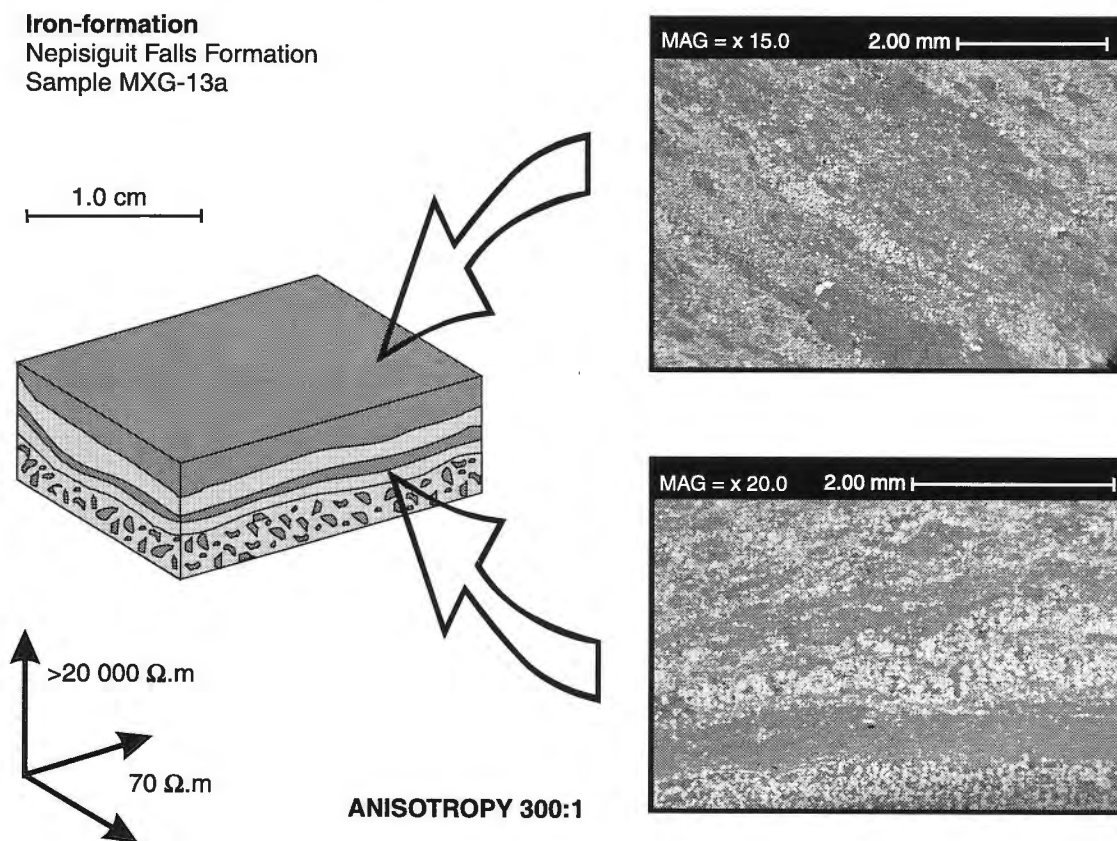 Iron-formation
Nepisiguit Falls Formation
Sample MXG-13a
1.0 cm
MAG = x 15.0 2.00 mm
MAG = x 20.0 2.00 mm
>20 000 Ω.m
70 Ω.m
ANISOTROPY 300:1